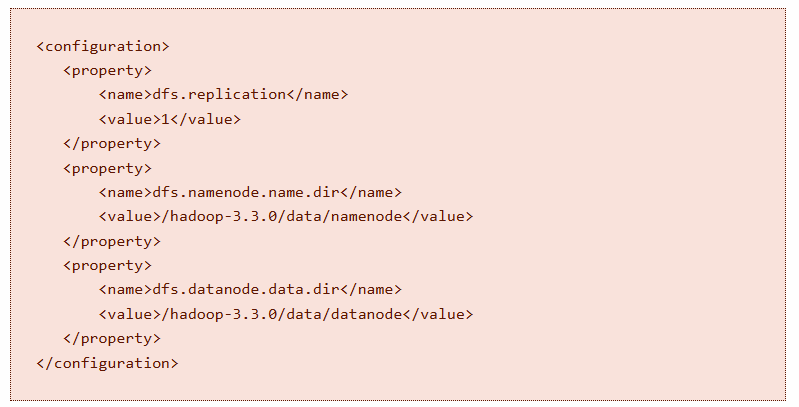 <configuration>
   <property>
       <name>dfs.replication</name>
       <value>1</value>
   </property>
   <property>
       <name>dfs.namenode.name.dir</name>
       <value>/hadoop-3.3.0/data/namenode</value>
   </property>
   <property>
       <name>dfs.datanode.data.dir</name>
       <value>/hadoop-3.3.0/data/datanode</value>
   </property>
</configuration>